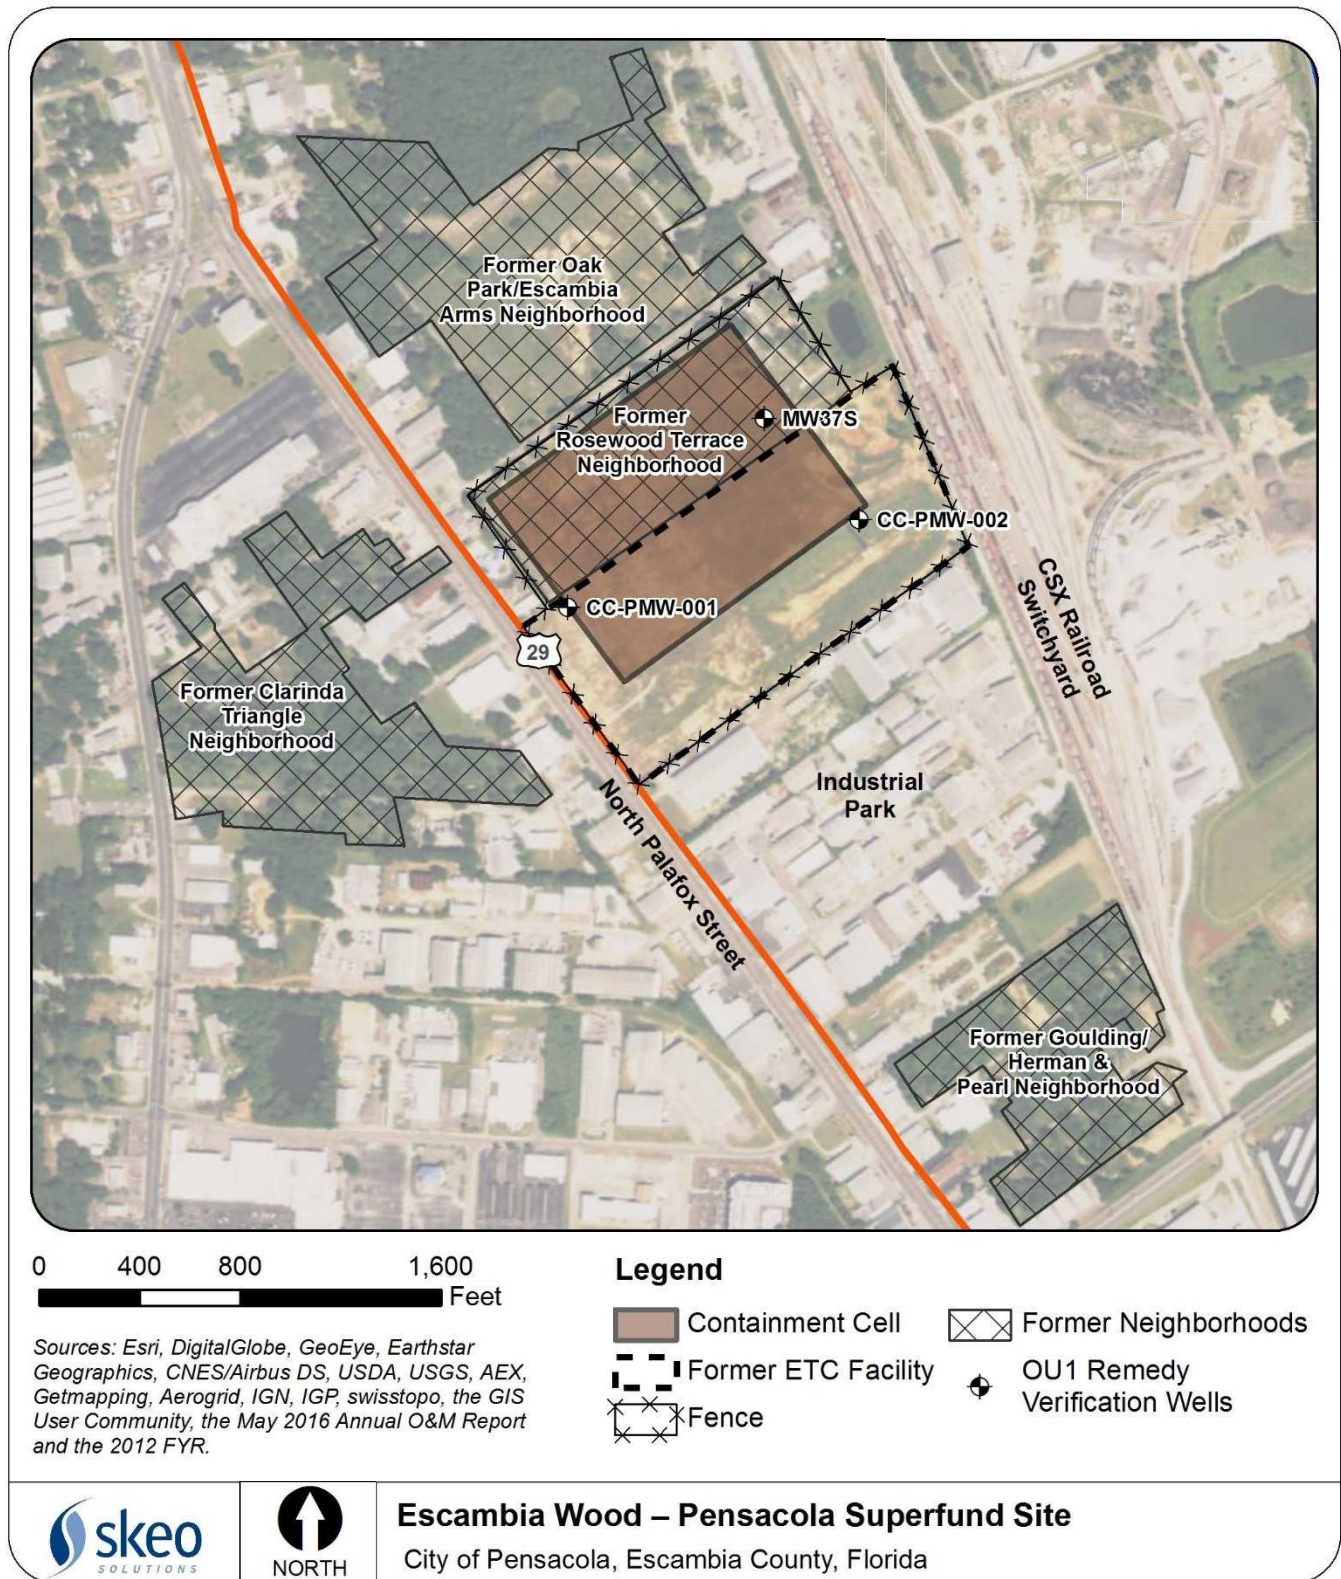 Former Oak
Park/Escambia
Arms Neighborhood
Former
Rosewood Terrace
Neighborhood
MW37S
CC-PMW-002
CC-PMW-001
29
CSX Railroad
Switchyard
Former Clarinda
Triangle
Neighborhood
Industrial
Park
North Palafox Street
Former Goulding/
Herman &
Pearl Neighborhood
0 400 800 1,600
Feet
Sources: Esri, DigitalGlobe, GeoEye, Earthstar
Geographics, CNES/Airbus DS, USDA, USGS, AEX,
Getmapping, Aerogrid, IGN, IGP, swisstopo, the GIS
User Community, the May 2016 Annual O&M Report
and the 2012 FYR.
Legend
Containment Cell
Former ETC Facility
Fence
Former Neighborhoods
OU1 Remedy
Verification Wells
skeo
SOLUTIONS
NORTH
Escambia Wood – Pensacola Superfund Site
City of Pensacola, Escambia County, Florida